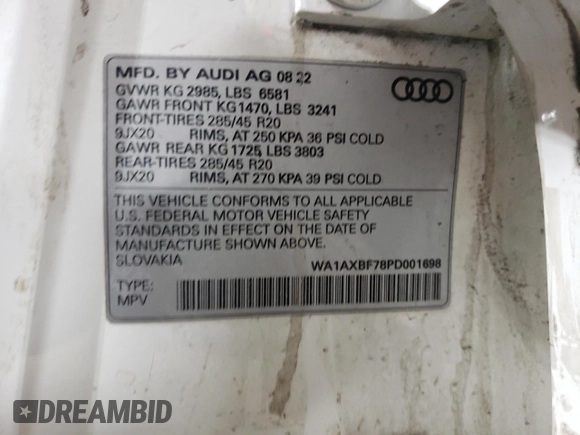 MFD. BY AUDI AG 08 22
GVWR KG 2985, LBS 6581
GAWR FRONT KG1470, LBS 3241
FRONT-TIRES 285/45 R20
9JX20 RIMS, AT 250 KPA 36 PSI COLD
GAWR REAR KG 1725, LBS 3803
REAR-TIRES 285/45 R20
9JX20 RIMS, AT 270 KPA 39 PSI COLD
THIS VEHICLE CONFORMS TO ALL APPLICABLE
U.S. FEDERAL MOTOR VEHICLE SAFETY
STANDARDS IN EFFECT ON THE DATE OF
MANUFACTURE SHOWN ABOVE.
SLOVAKIA WA1AXBF78PD001698
TYPE:
MPV
DREAMBID